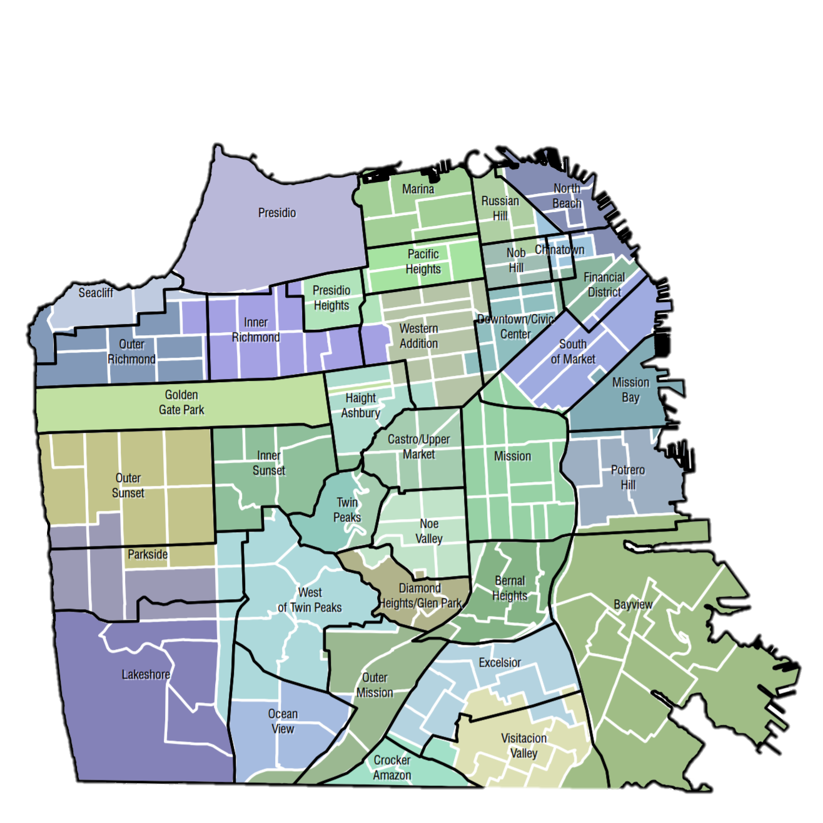 Marina
North
Beach
Russian
Hill
Presidio
Pacific
Heights
Nob
Hill
Chinatown
Seacliff
Presidio
Heights
Financial
District
Outer
Richmond
Inner
Richmond
Western
Addition
Downtown/Civic
Center
South
of Market
Golden
Gate Park
Haight
Ashbury
Mission
Bay
Castro/Upper
Market
Mission
Potrero
Hill
Outer
Sunset
Inner
Sunset
Twin
Peaks
Noe
Valley
Parkside
West
of Twin Peaks
Diamond
Heights/Glen Park
Bernal
Heights
Bayview
Lakeshore
Outer
Mission
Excelsior
Ocean
View
Visitacion
Valley
Crocker
Amazon